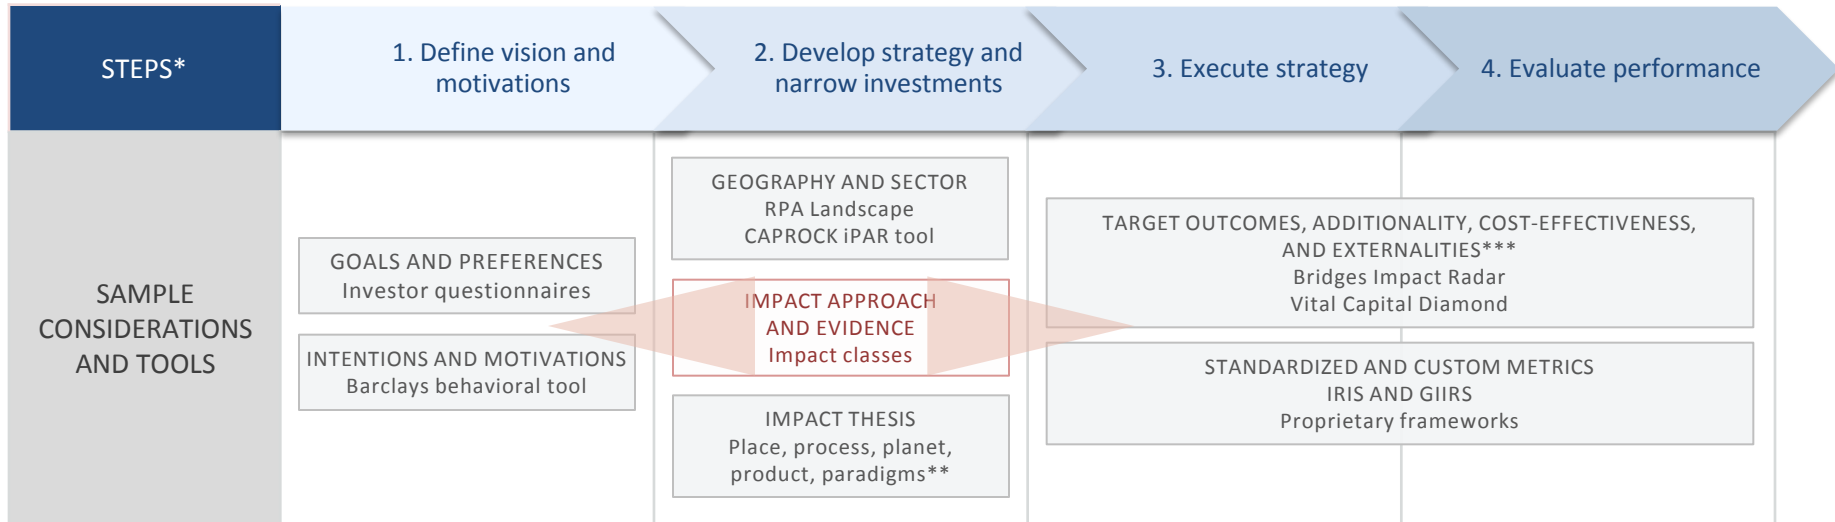 STEPS*
1. Define vision and
motivations
2. Develop strategy and
narrow investments
3. Execute strategy
4. Evaluate performance
SAMPLE
CONSIDERATIONS
AND TOOLS
GOALS AND PREFERENCES
Investor questionnaires
INTENTIONS AND MOTIVATIONS
Barclays behavioral tool
GEOGRAPHY AND SECTOR
RPA Landscape
CAPROCK iPAR tool
IMPACT APPROACH
AND EVIDENCE
Impact classes
IMPACT THESIS
Place, process, planet,
product, paradigms**
TARGET OUTCOMES, ADDITIONALITY, COST-EFFECTIVENESS,
AND EXTERNALITIES***
Bridges Impact Radar
Vital Capital Diamond
STANDARDIZED AND CUSTOM METRICS
IRIS AND GIIRS
Proprietary frameworks